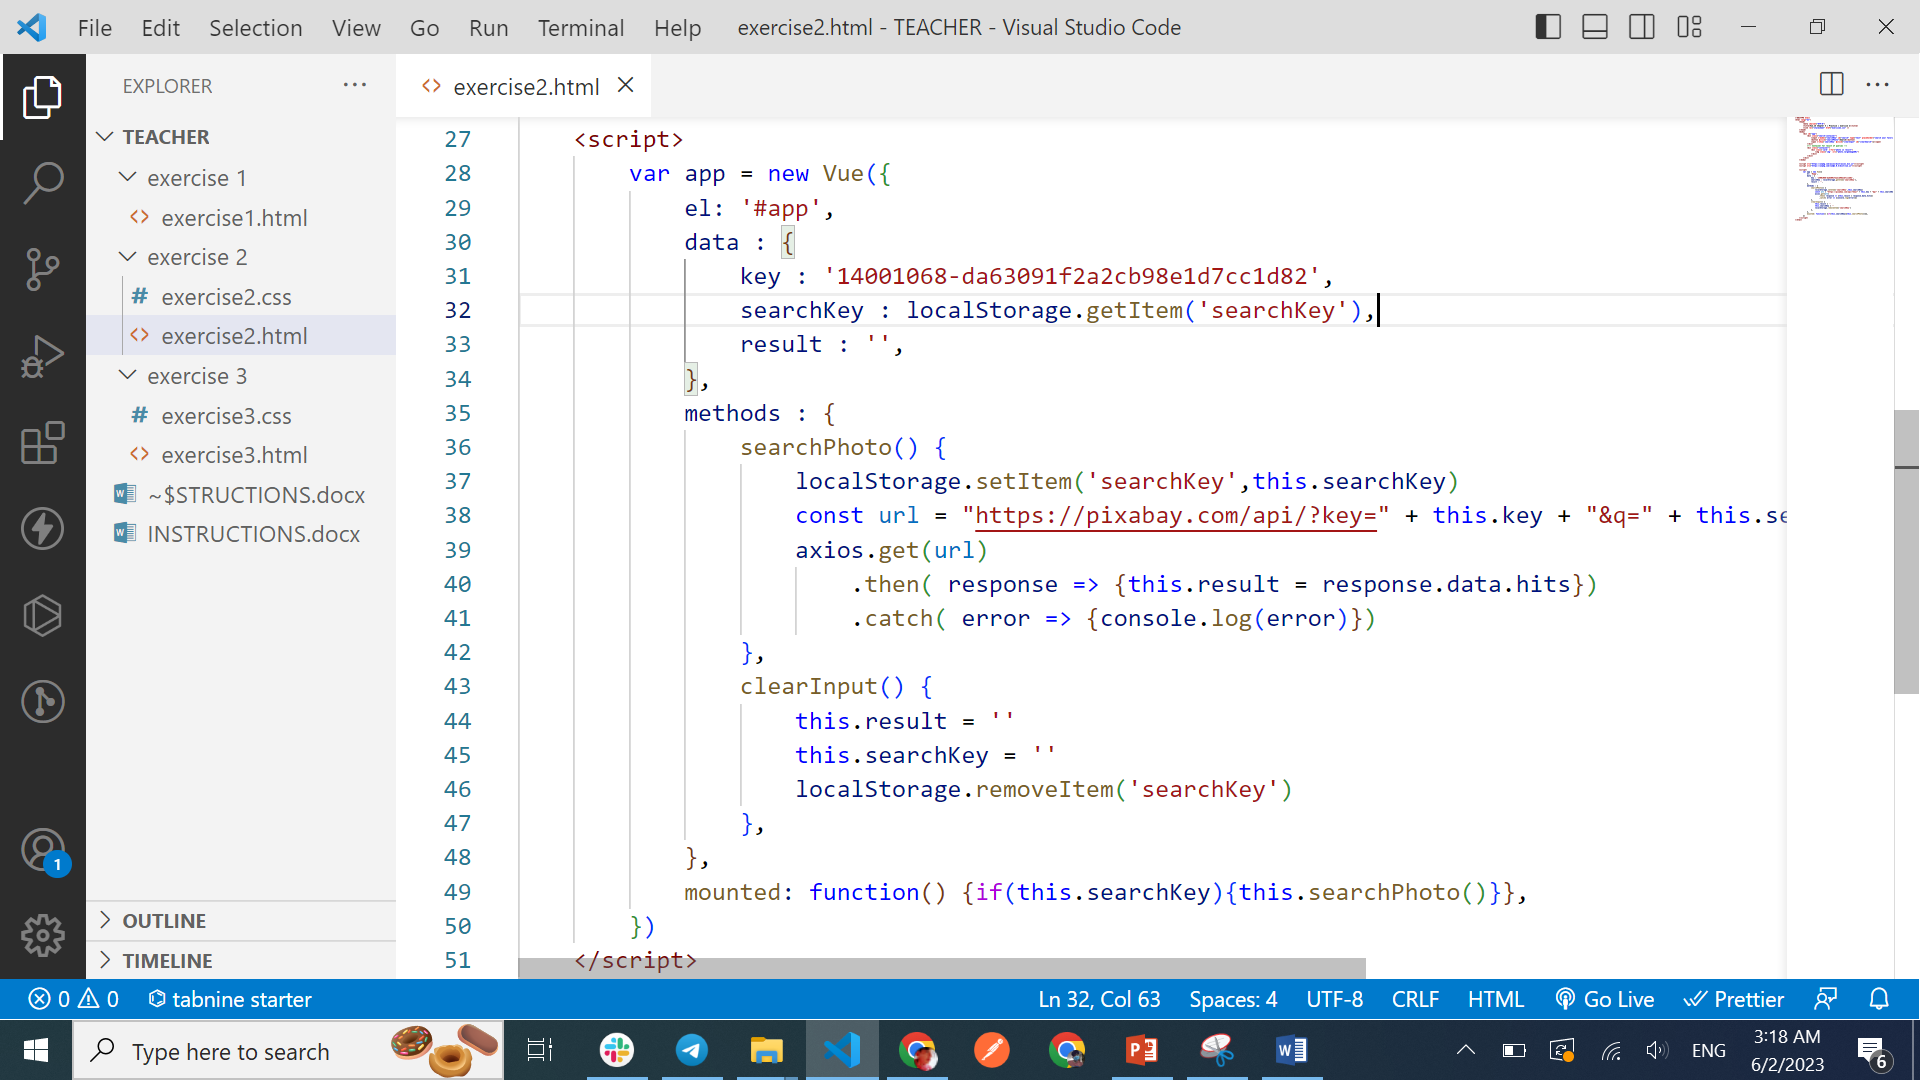 File Edit Selection View Go Run Terminal Help exercise2.html - TEACHER - Visual Studio Code
EXPLORER
TEACHER
exercise 1
exercise1.html
exercise 2
exercise2.css
exercise2.html
exercise 3
exercise3.css
exercise3.html
~$STRUCTIONS.docx
INSTRUCTIONS.docx
OUTLINE
TIMELINE
1
exercise2.html
27 <script>
28 var app = new Vue({
29 el: '#app',
30 data : {
31 key : '14001068-da63091f2a2cb98e1d7cc1d82',
32 searchKey : localStorage.getItem('searchKey'),
33 result : '',
34 },
35 methods : {
36 searchPhoto() {
37 localStorage.setItem('searchKey',this.searchKey)
38 const url = "https://pixabay.com/api/?key=" + this.key + "&q=" + this.se
39 axios.get(url)
40 .then( response => {this.result = response.data.hits})
41 .catch( error => {console.log(error)})
42 },
43 clearInput() {
44 this.result = ''
45 this.searchKey = ''
46 localStorage.removeItem('searchKey')
47 },
48 },
49 mounted: function() {if(this.searchKey){this.searchPhoto()}},
50 })
51 </script>
0 0 tabnine starter Ln 32, Col 63 Spaces: 4 UTF-8 CRLF HTML Go Live Prettier
Type here to search
ENG
3:18 AM
6/2/2023
6